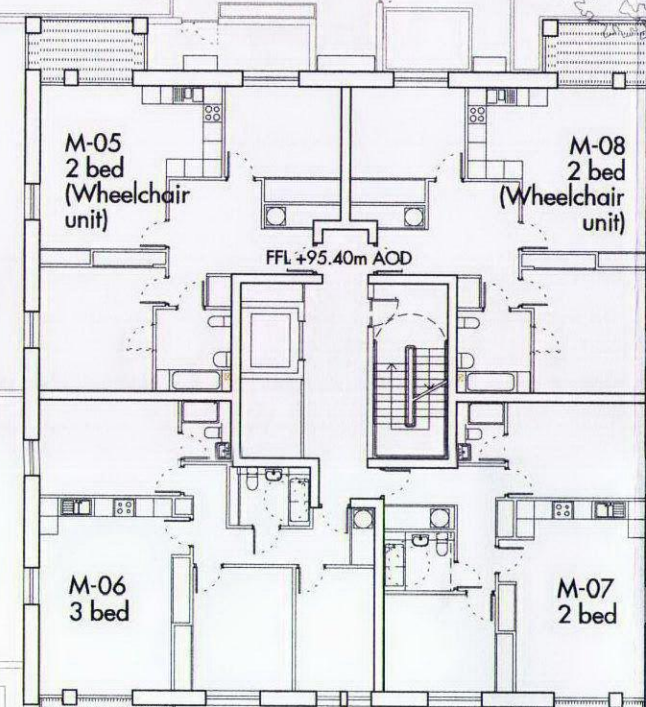 M-05
2 bed
(Wheelchair
unit)
M-08
2 bed
(Wheelchair
unit)
FFL +95.40m AOD
M-06
3 bed
M-07
2 bed